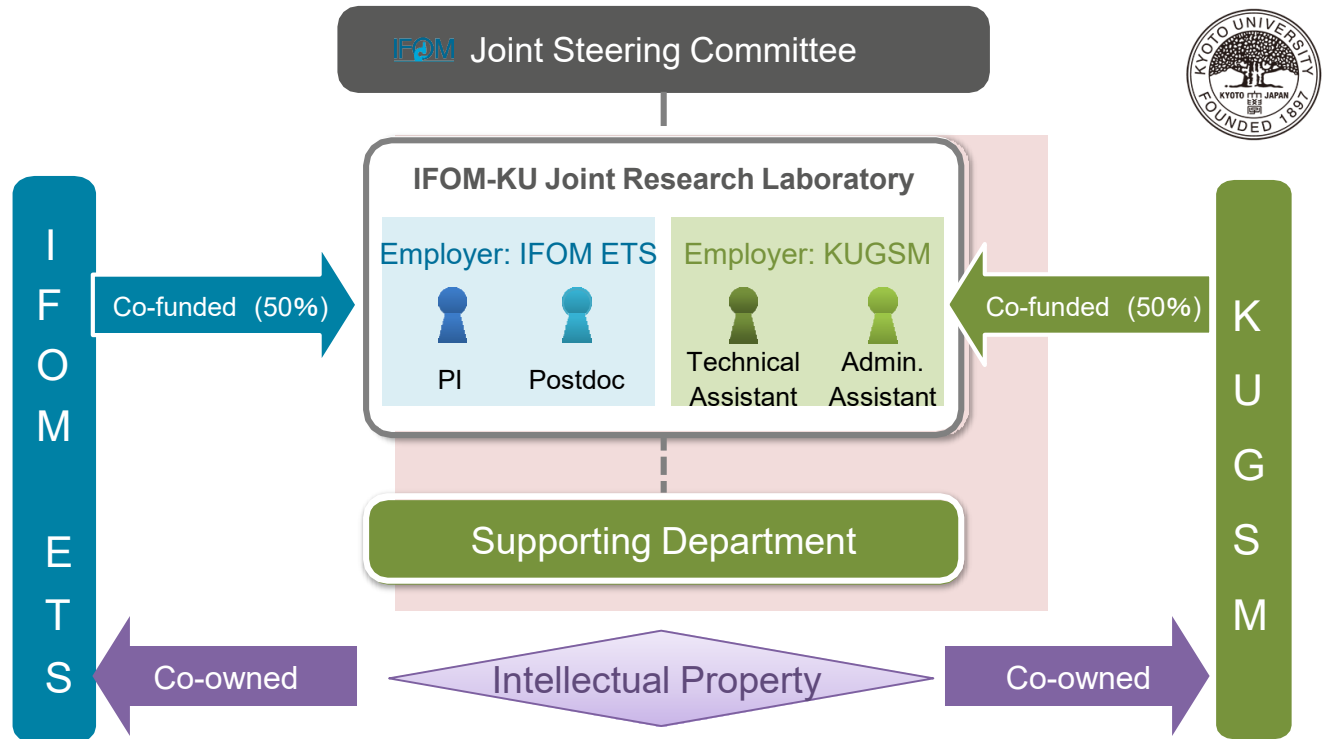 IFOM Joint Steering Committee
KYOTO UNIVERSITY
KYOTO JAPAN
FOUNDED 1897
IFOM-KU Joint Research Laboratory
Employer: IFOM ETS
Employer: KUGSM
PI
Postdoc
Technical
Assistant
Admin.
Assistant
I
F
O
M
E
T
S
Co-funded (50%)
Co-funded (50%)
K
U
G
S
M
Supporting Department
Co-owned
Intellectual Property
Co-owned